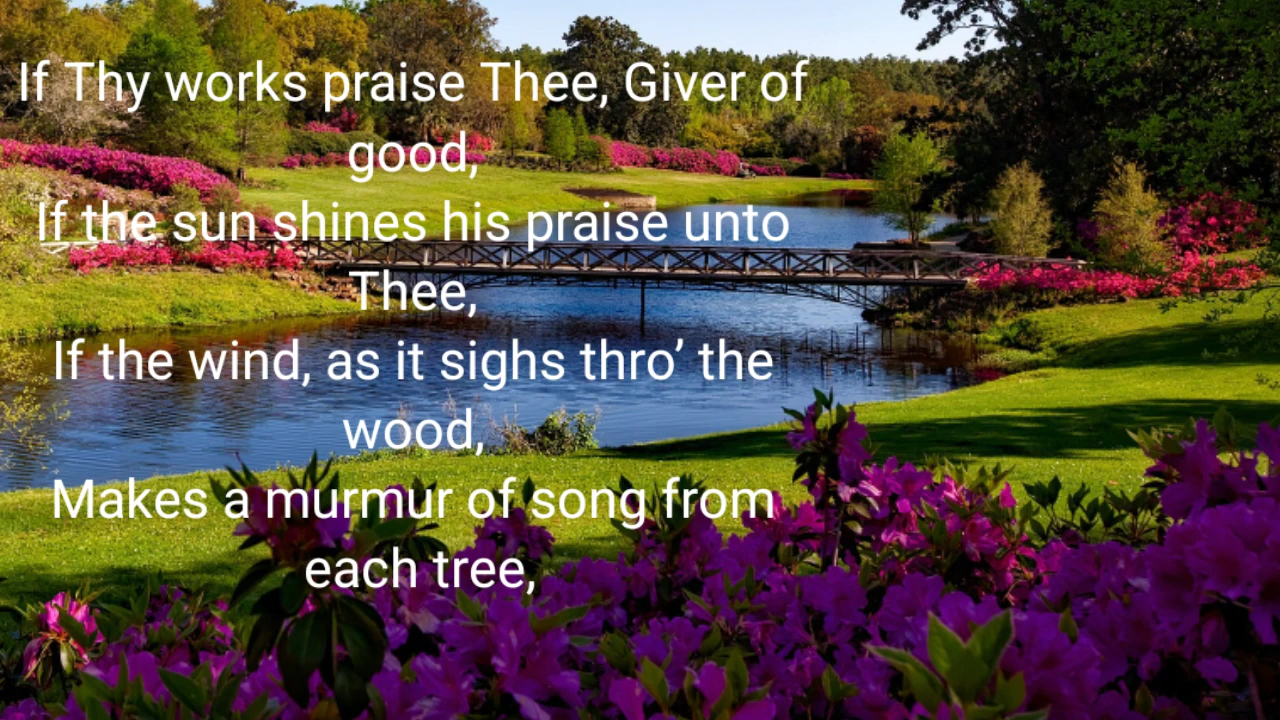 If Thy works praise Thee, Giver of
good,
If the sun shines his praise unto
Thee,
If the wind, as it sighs thro’ the
wood,
Makes a murmur of song from
each tree,